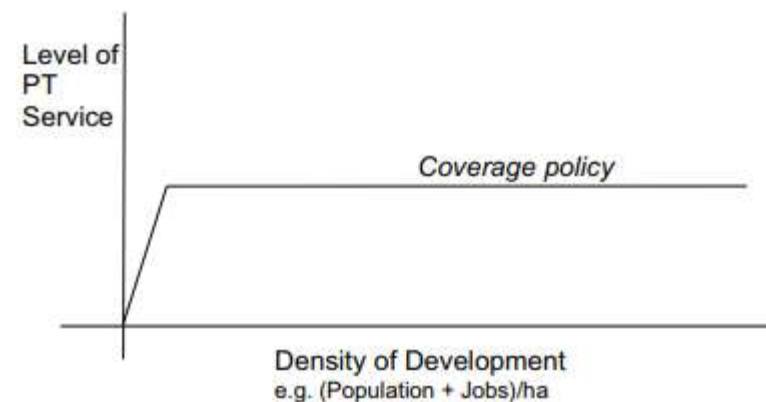 Level of
PT
Service
Coverage policy
Density of Development
e.g. (Population + Jobs)/ha